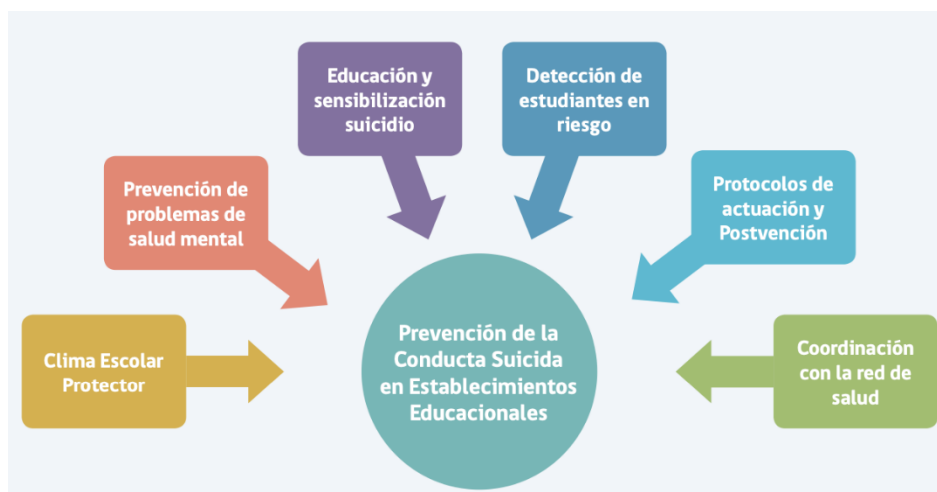 Educación y
sensibilización
suicidio
Detección de
estudiantes en
riesgo
Prevención de
problemas de
salud mental
Protocolos de
actuación y
Postvención
Clima Escolar
Protector
Prevención de la
Conducta Suicida
en Establecimientos
Educacionales
Coordinación
con la red de
salud